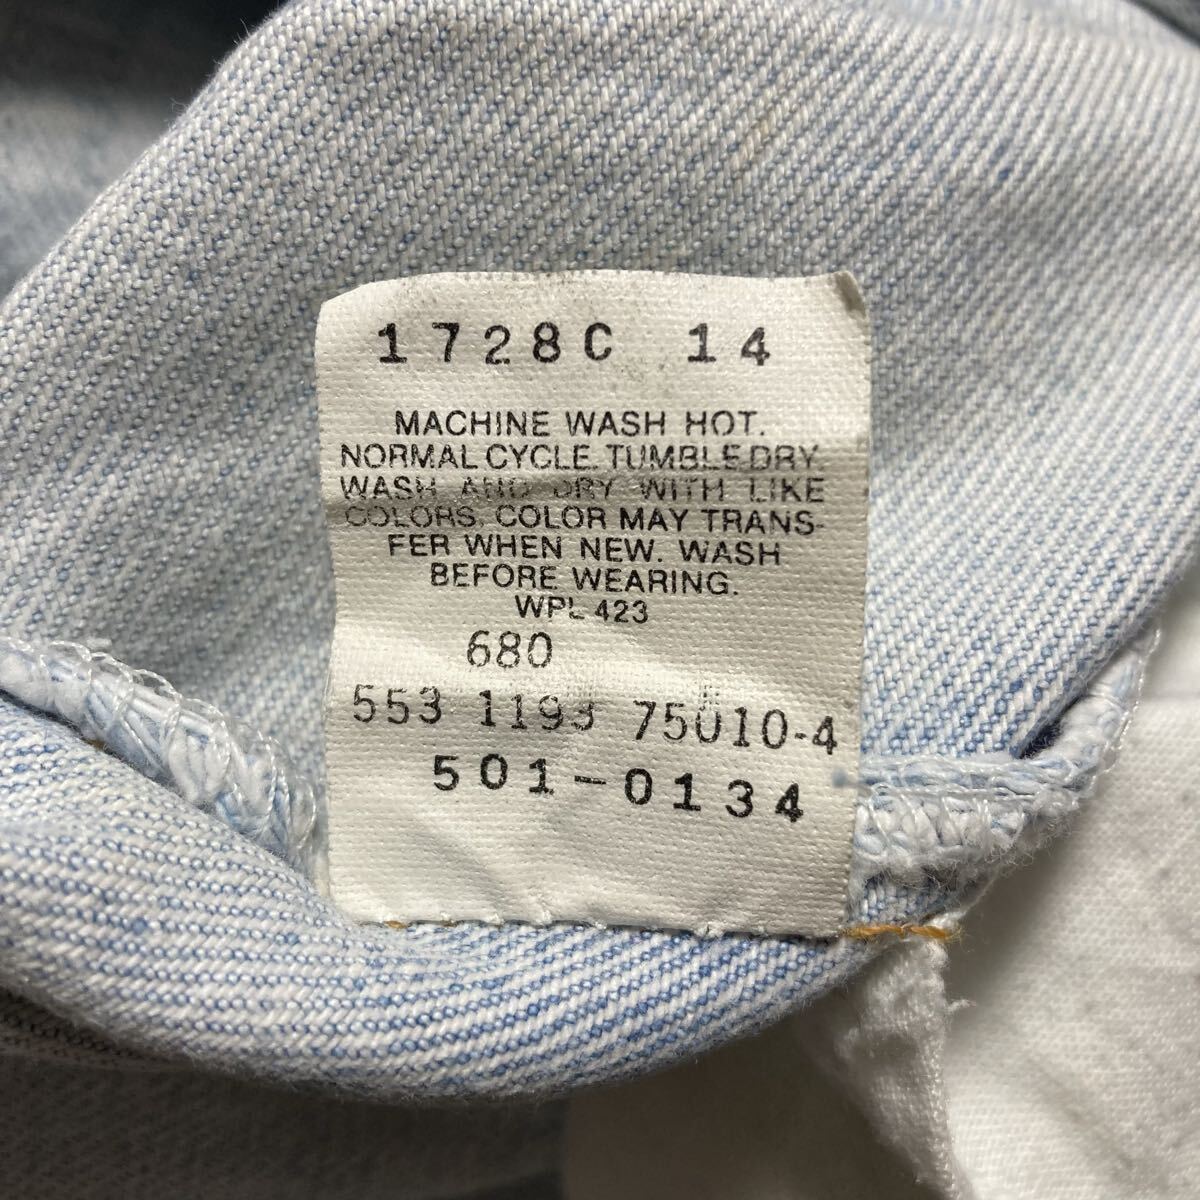 1728C 14
MACHINE WASH HOT.
NORMAL CYCLE. TUMBLE DRY
WASH AND DRY WITH LIKE
COLORS. COLOR MAY TRANS-
FER WHEN NEW. WASH
BEFORE WEARING.
WPL 423
680
553 1193 75010-4
501-0134